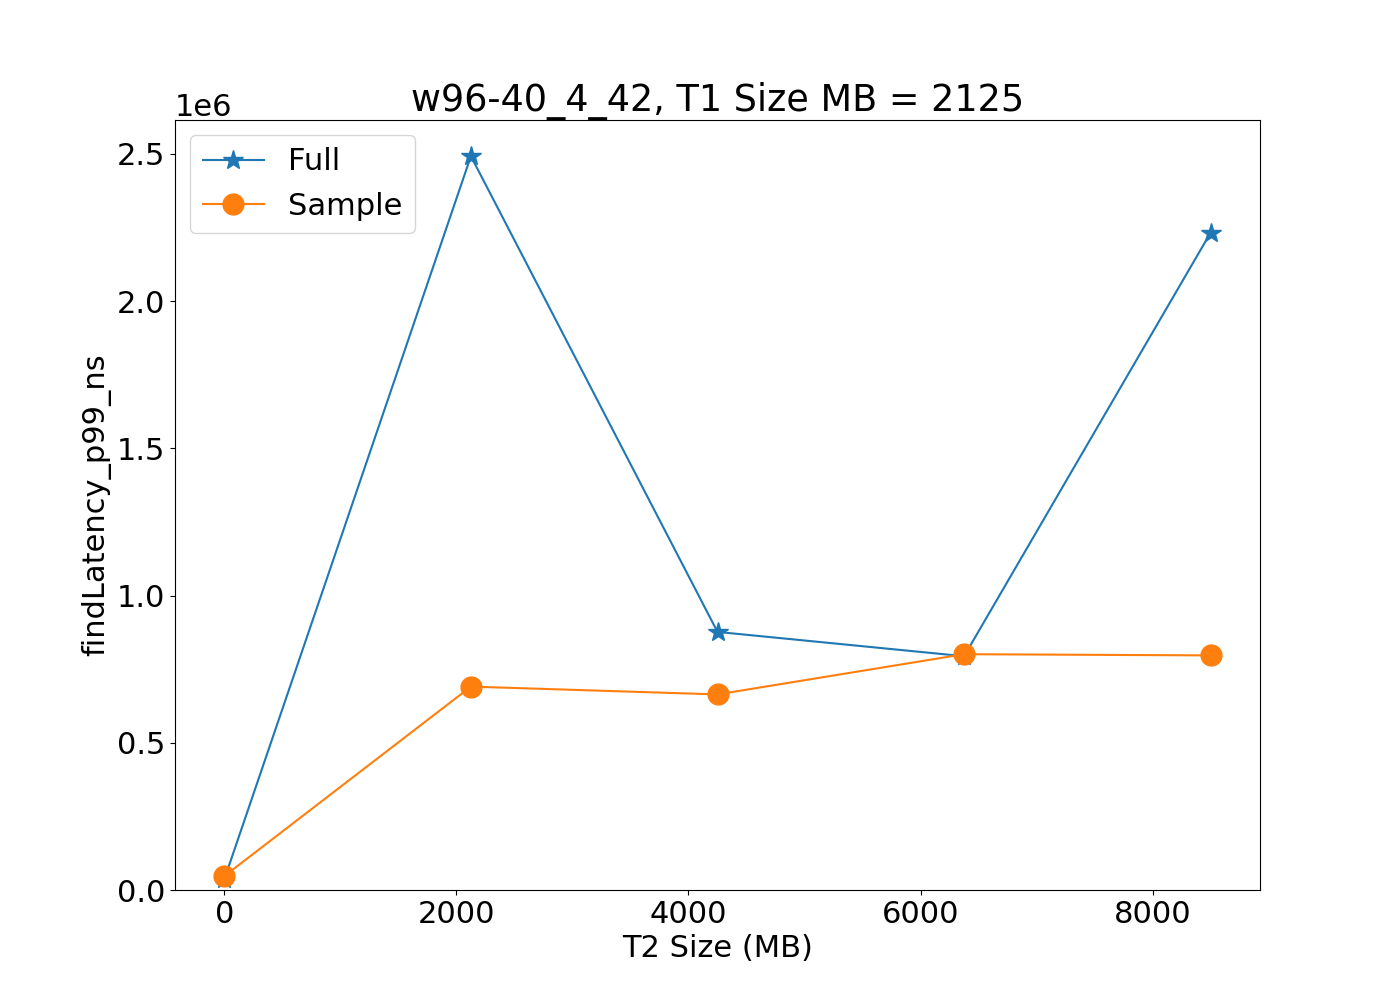 w96-40_4_42, T1 Size MB = 2125
1e6
Full
Sample
2.5
2.0
1.5
1.0
0.5
0.0
findLatency_p99_ns
0 2000 4000 6000 8000
T2 Size (MB)